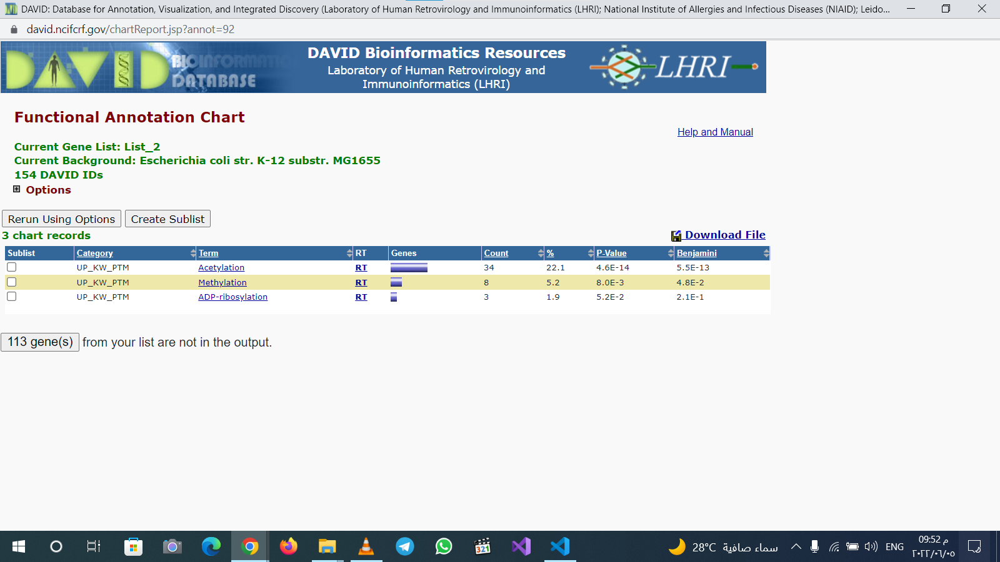 DAVID: Database for Annotation, Visualization, and Integrated Discovery (Laboratory of Human Retrovirology and Immunoinformatics (LHRI); National Institute of Allergies and Infectious Diseases (NIAID); Leido...
david.ncifcrf.gov/chartReport.jsp?annot=92
DAVID BIOINFORMATICS DATABASE
DAVID Bioinformatics Resources
Laboratory of Human Retrovirology and
Immunoinformatics (LHRI)
LHRI
Functional Annotation Chart
Help and Manual
Current Gene List: List_2
Current Background: Escherichia coli str. K-12 substr. MG1655
154 DAVID IDs
Options
Rerun Using Options Create Sublist
3 chart records Download File
Sublist Category Term RT Genes Count % P-Value Benjamini
UP_KW_PTM Acetylation RT 34 22.1 4.6E-14 5.5E-13
UP_KW_PTM Methylation RT 8 5.2 8.0E-3 4.8E-2
UP_KW_PTM ADP-ribosylation RT 3 1.9 5.2E-2 2.1E-1
113 gene(s) from your list are not in the output.
321
28°C سماء صافية ENG
09:52 م
٢٠٢٢/٠٦/٠٥